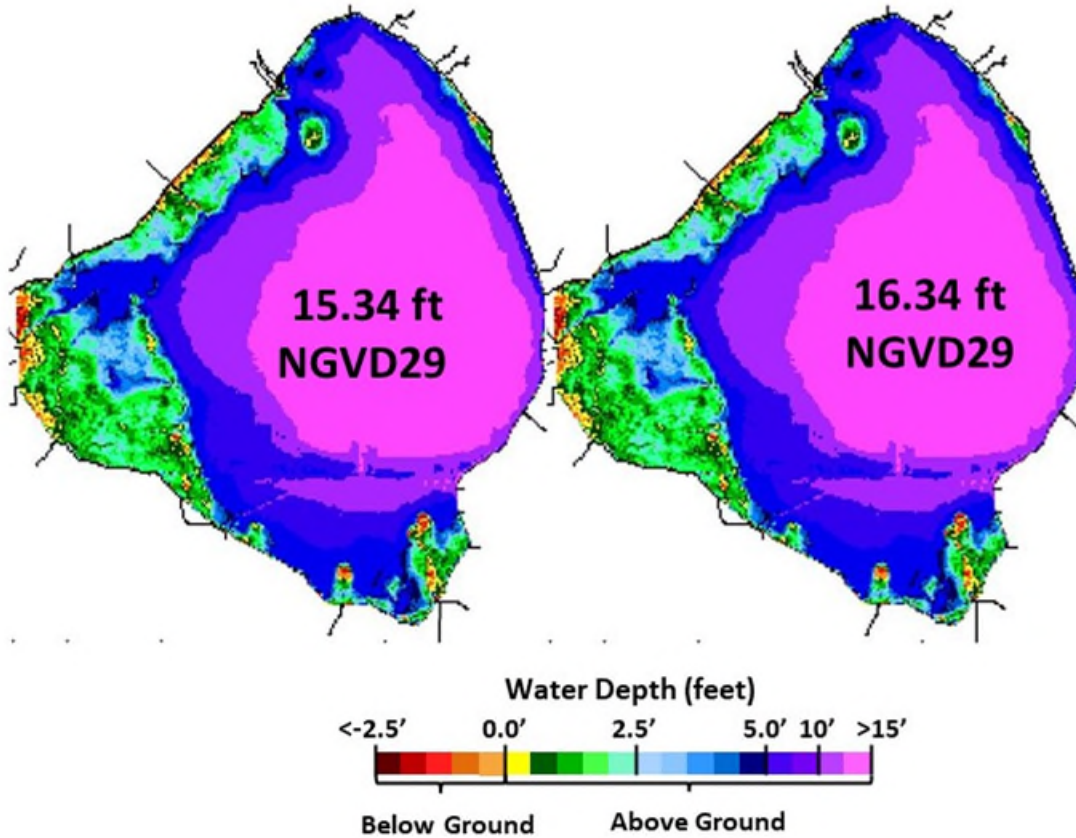 15.34 ft
NGVD29
16.34 ft
NGVD29
Water Depth (feet)
<-2.5’ 0.0’ 2.5’ 5.0’ 10’ >15’
Below Ground Above Ground